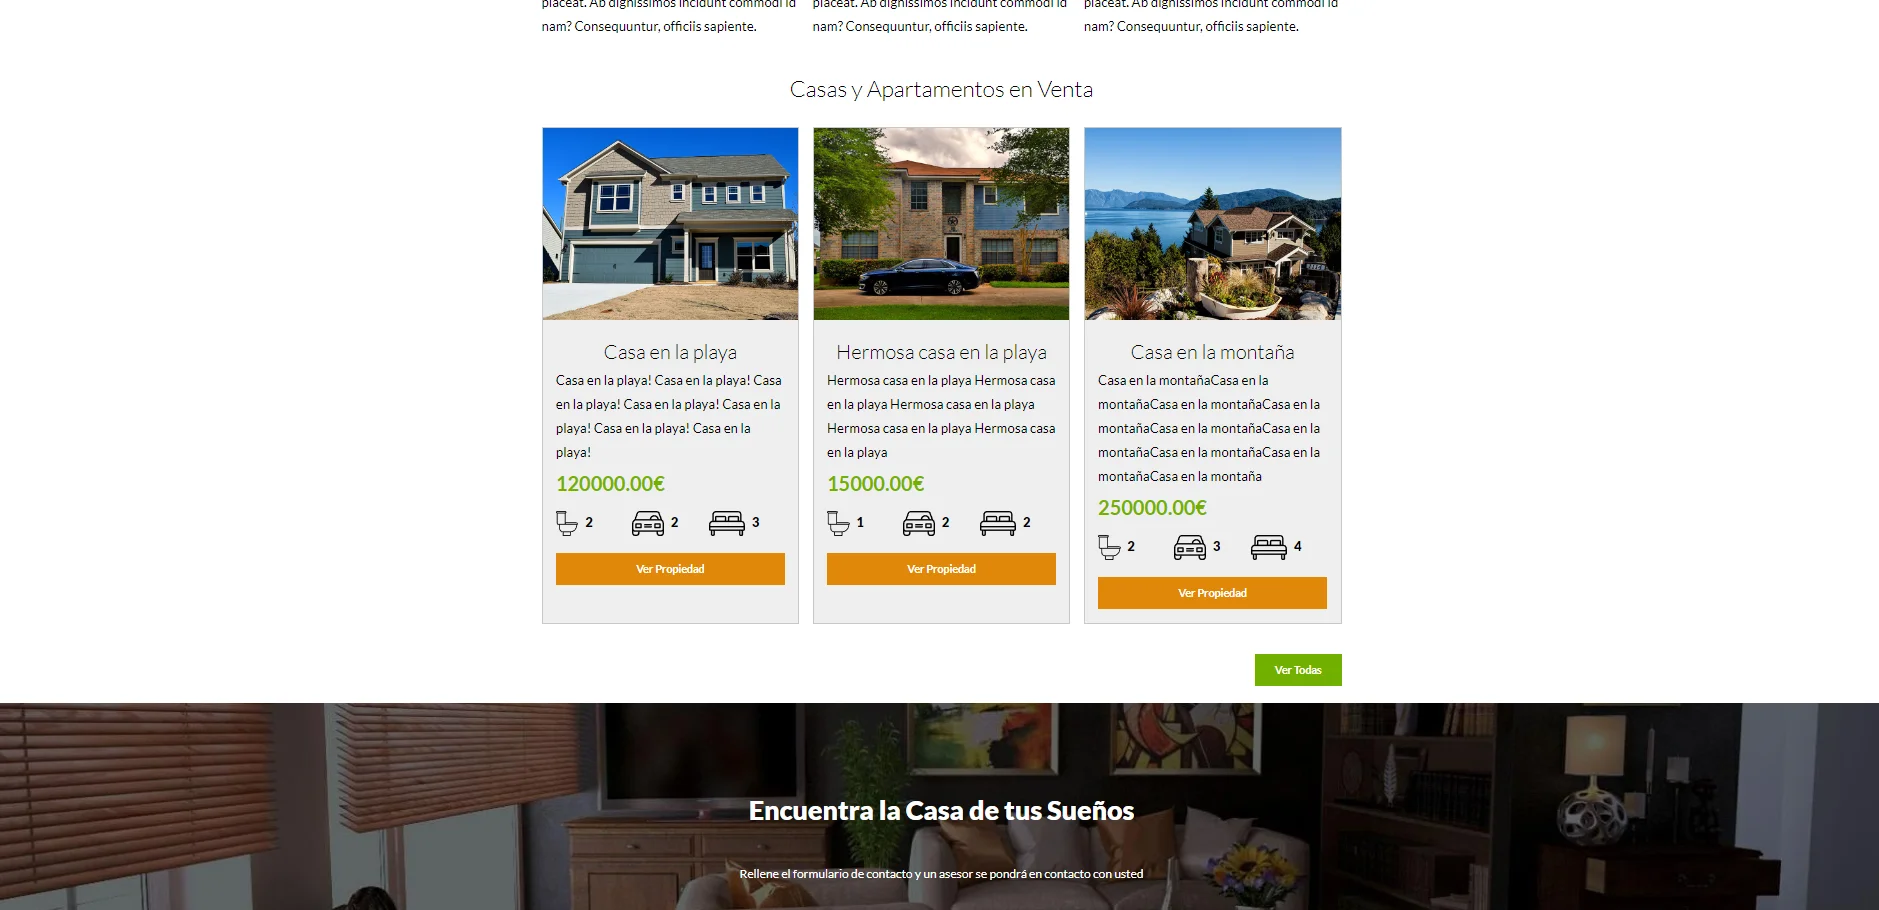 placeat. Ab dignissimos incidunt commodi id
nam? Consequuntur, officiis sapiente.
placeat. Ab dignissimos incidunt commodi id
nam? Consequuntur, officiis sapiente.
placeat. Ab dignissimos incidunt commodi id
nam? Consequuntur, officiis sapiente.
Casas y Apartamentos en Venta
Casa en la playa
Casa en la playa! Casa en la playa! Casa
en la playa! Casa en la playa! Casa en la
playa! Casa en la playa! Casa en la
playa!
120000.00€
2 2 3
Ver Propiedad
Hermosa casa en la playa
Hermosa casa en la playa Hermosa casa
en la playa Hermosa casa en la playa
Hermosa casa en la playa Hermosa casa
en la playa
15000.00€
1 2 2
Ver Propiedad
Casa en la montaña
Casa en la montañaCasa en la
montañaCasa en la montañaCasa en la
montañaCasa en la montañaCasa en la
montañaCasa en la montañaCasa en la
montañaCasa en la montaña
250000.00€
2 3 4
Ver Propiedad
Ver Todas
Encuentra la Casa de tus Sueños
Rellene el formulario de contacto y un asesor se pondrá en contacto con usted